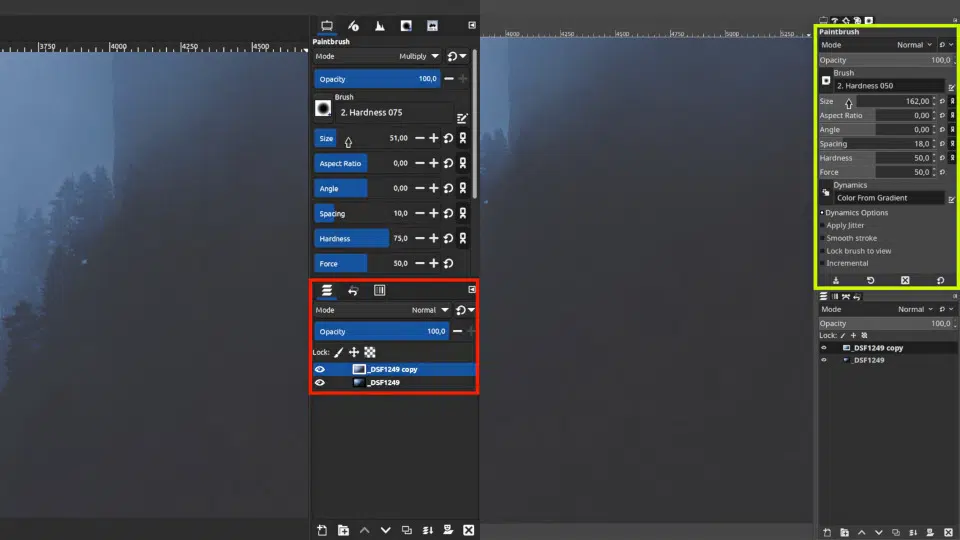 3750
4000
4250
4500
Paintbrush
Mode
Multiply
Opacity
100,0
Brush
2. Hardness 075
Size
51,00
Aspect Ratio
0,00
Angle
0,00
Spacing
10,0
Hardness
75,0
Force
50,0
Mode
Normal
Opacity
100,0
Lock:
_DSF1249 copy
_DSF1249
4000
4250
4500
4750
5000
5250
Paintbrush
Mode
Normal
Opacity
100,0
Brush
2. Hardness 050
Size
162,00
Aspect Ratio
0,00
Angle
0,00
Spacing
18,0
Hardness
50,0
Force
50,0
Dynamics
Color From Gradient
Dynamics Options
Apply Jitter
Smooth stroke
Lock brush to view
Incremental
Mode
Normal
Opacity
100,0
Lock:
_DSF1249 copy
_DSF1249